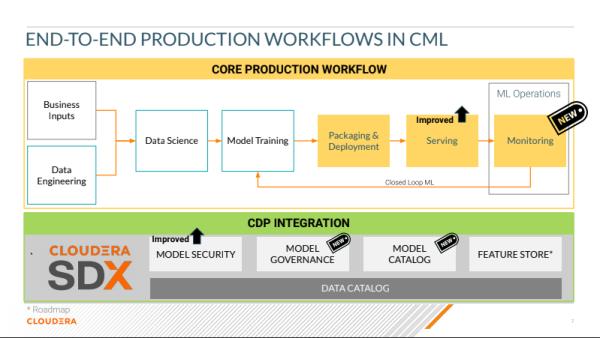 END-TO-END PRODUCTION WORKFLOWS IN CML
CORE PRODUCTION WORKFLOW
Business
Inputs
Data
Engineering
Data Science
Model Training
Packaging &
Deployment
Improved
Serving
ML Operations
NEW
Monitoring
Closed Loop ML
CDP INTEGRATION
CLOUDERA
SDX
Improved
MODEL SECURITY
MODEL
GOVERNANCE
NEW
MODEL
CATALOG
NEW
FEATURE STORE*
DATA CATALOG
* Roadmap
CLOUDERA